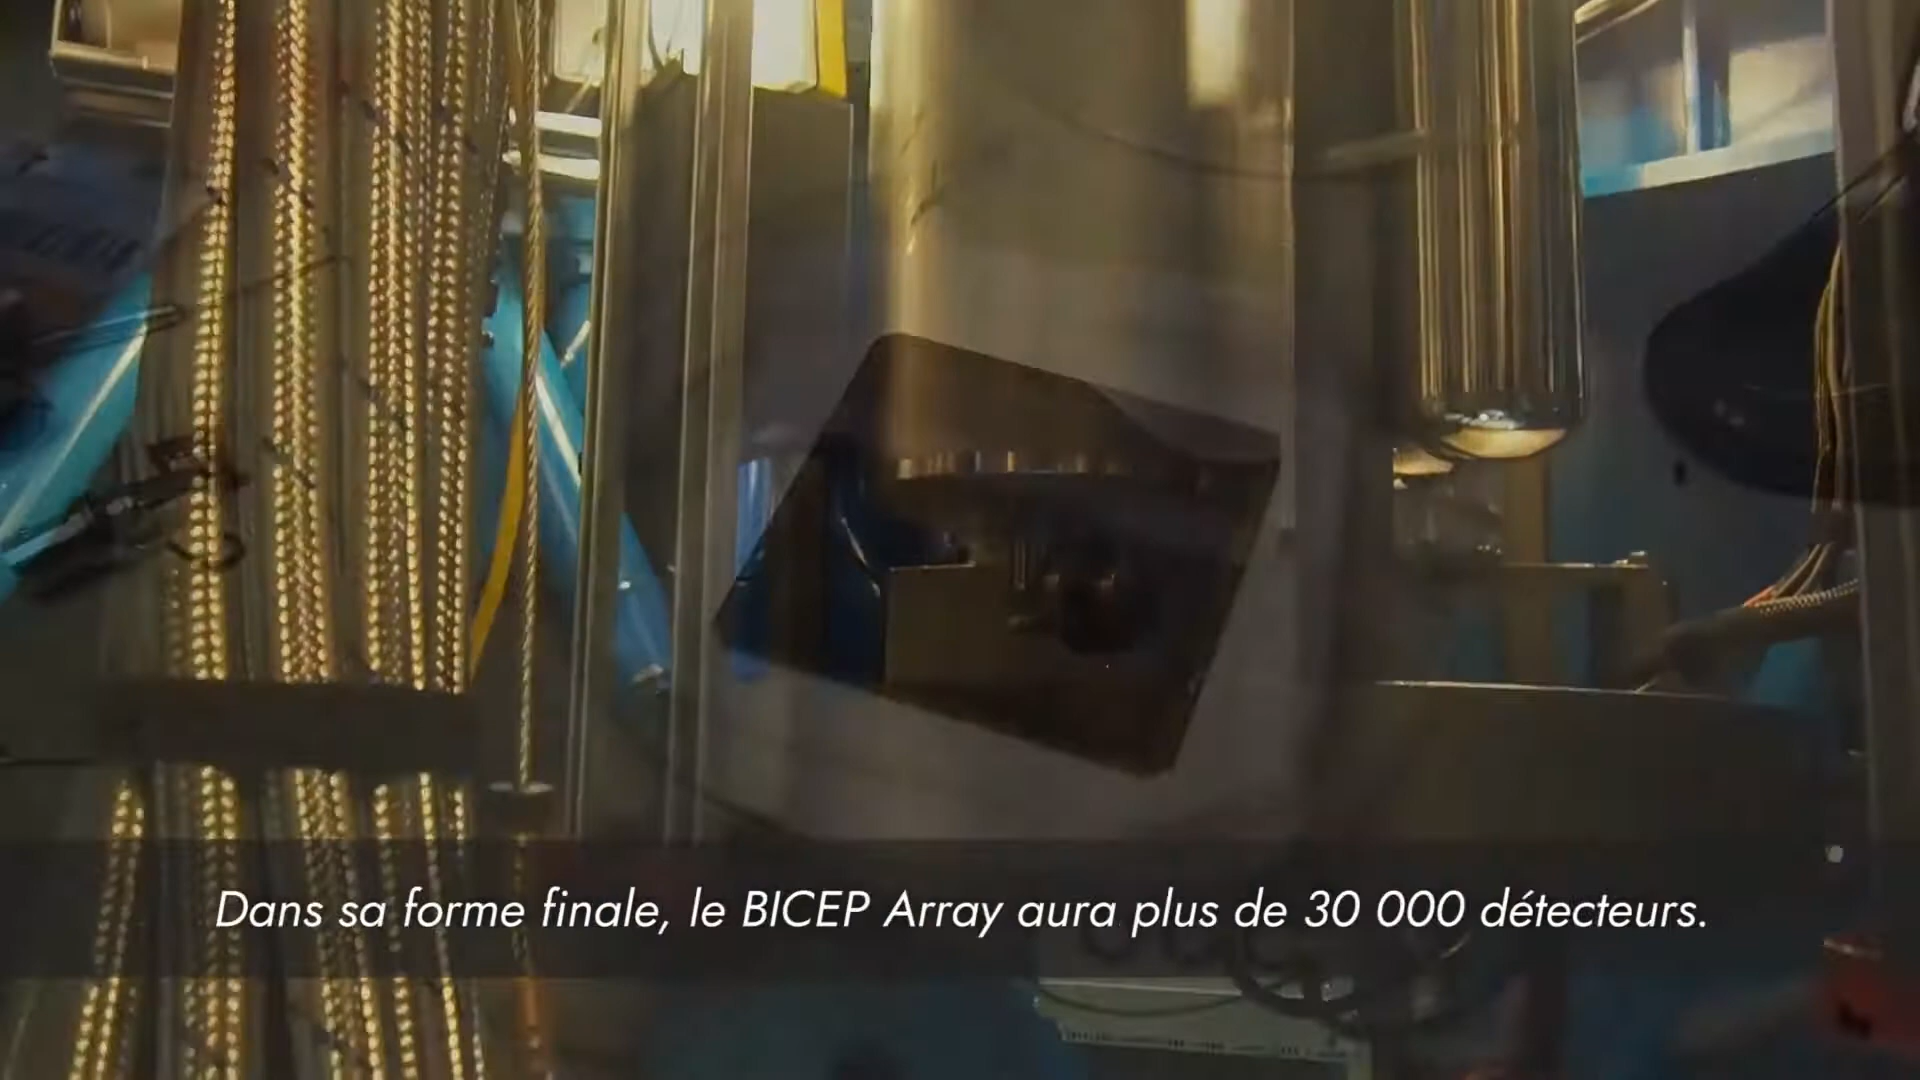 Dans sa forme finale, le BICEP Array aura plus de 30 000 détecteurs.